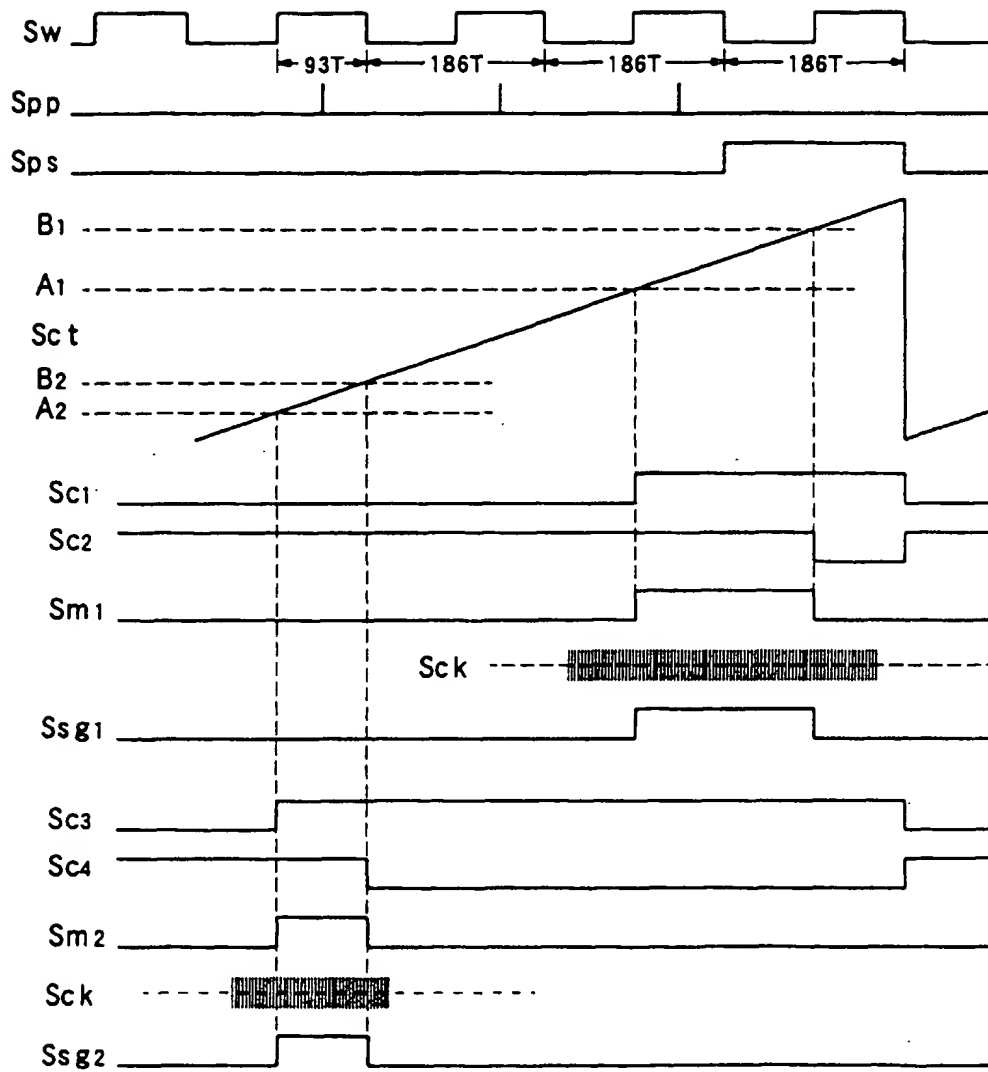 Sw
93T 186T 186T 186T
Spp
Sps
B1
A1
Sct
B2
A2
Sc1
Sc2
Sm1
Sck
Ssg1
Sc3
Sc4
Sm2
Sck
Ssg2